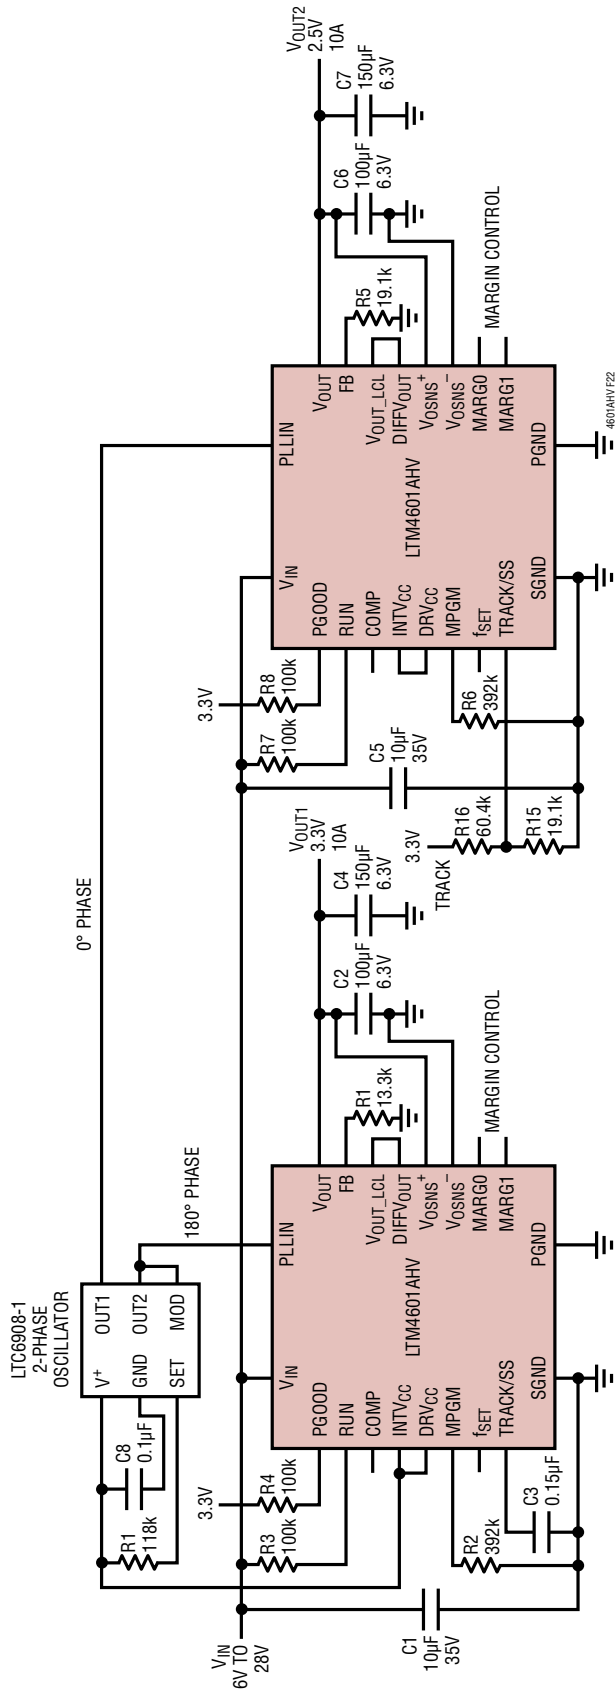 LTC6908-1
2-PHASE
OSCILLATOR
V+
OUT1
GND
OUT2
SET
MOD
0° PHASE
180° PHASE
C8
0.1µF
R1
118k
VIN
6V TO
28V
C1
10µF
35V
R3
100k
R4
100k
3.3V
VIN
PLLIN
PGOOD
RUN
COMP
INTVCC
DRVCC
MPGM
fSET
TRACK/SS
LTM4601AHV
VOUT
FB
VOUT_LCL
DIFFVOUT
VOSNS+
VOSNS–
MARG0
MARG1
SGND
PGND
R2
392k
C3
0.15µF
R1
13.3k
MARGIN CONTROL
C2
100µF
6.3V
C4
150µF
6.3V
VOUT1
3.3V
10A
3.3V
TRACK
R16
60.4k
R15
19.1k
C5
10µF
35V
R7
100k
R8
100k
3.3V
VIN
PLLIN
PGOOD
RUN
COMP
INTVCC
DRVCC
MPGM
fSET
TRACK/SS
LTM4601AHV
VOUT
FB
VOUT_LCL
DIFFVOUT
VOSNS+
VOSNS–
MARG0
MARG1
SGND
PGND
R6
392k
R5
19.1k
MARGIN CONTROL
C6
100µF
6.3V
C7
150µF
6.3V
VOUT2
2.5V
10A
4601AHV F22